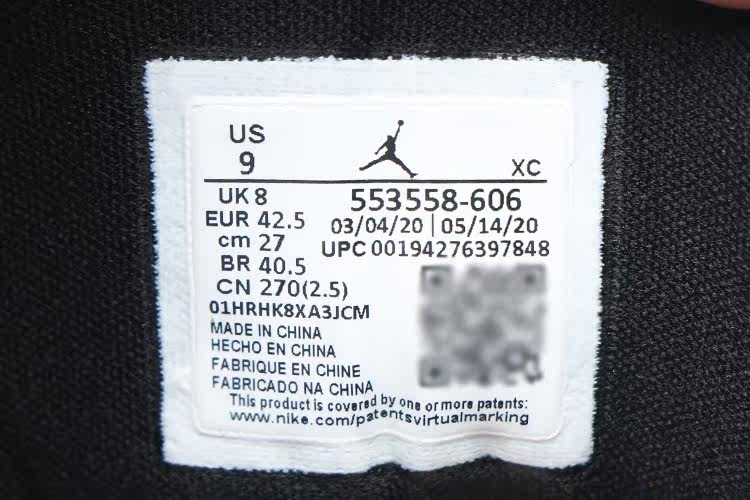 US
9
XC
UK 8
EUR 42.5
cm 27
BR 40.5
CN 270(2.5)
553558-606
03/04/20 | 05/14/20
UPC 00194276397848
01HRHK8XA3JCM
MADE IN CHINA
HECHO EN CHINA
FABRIQUE EN CHINE
FABRICADO NA CHINA
This product is covered by one or more patents:
www.nike.com/patentsvirtualmarking